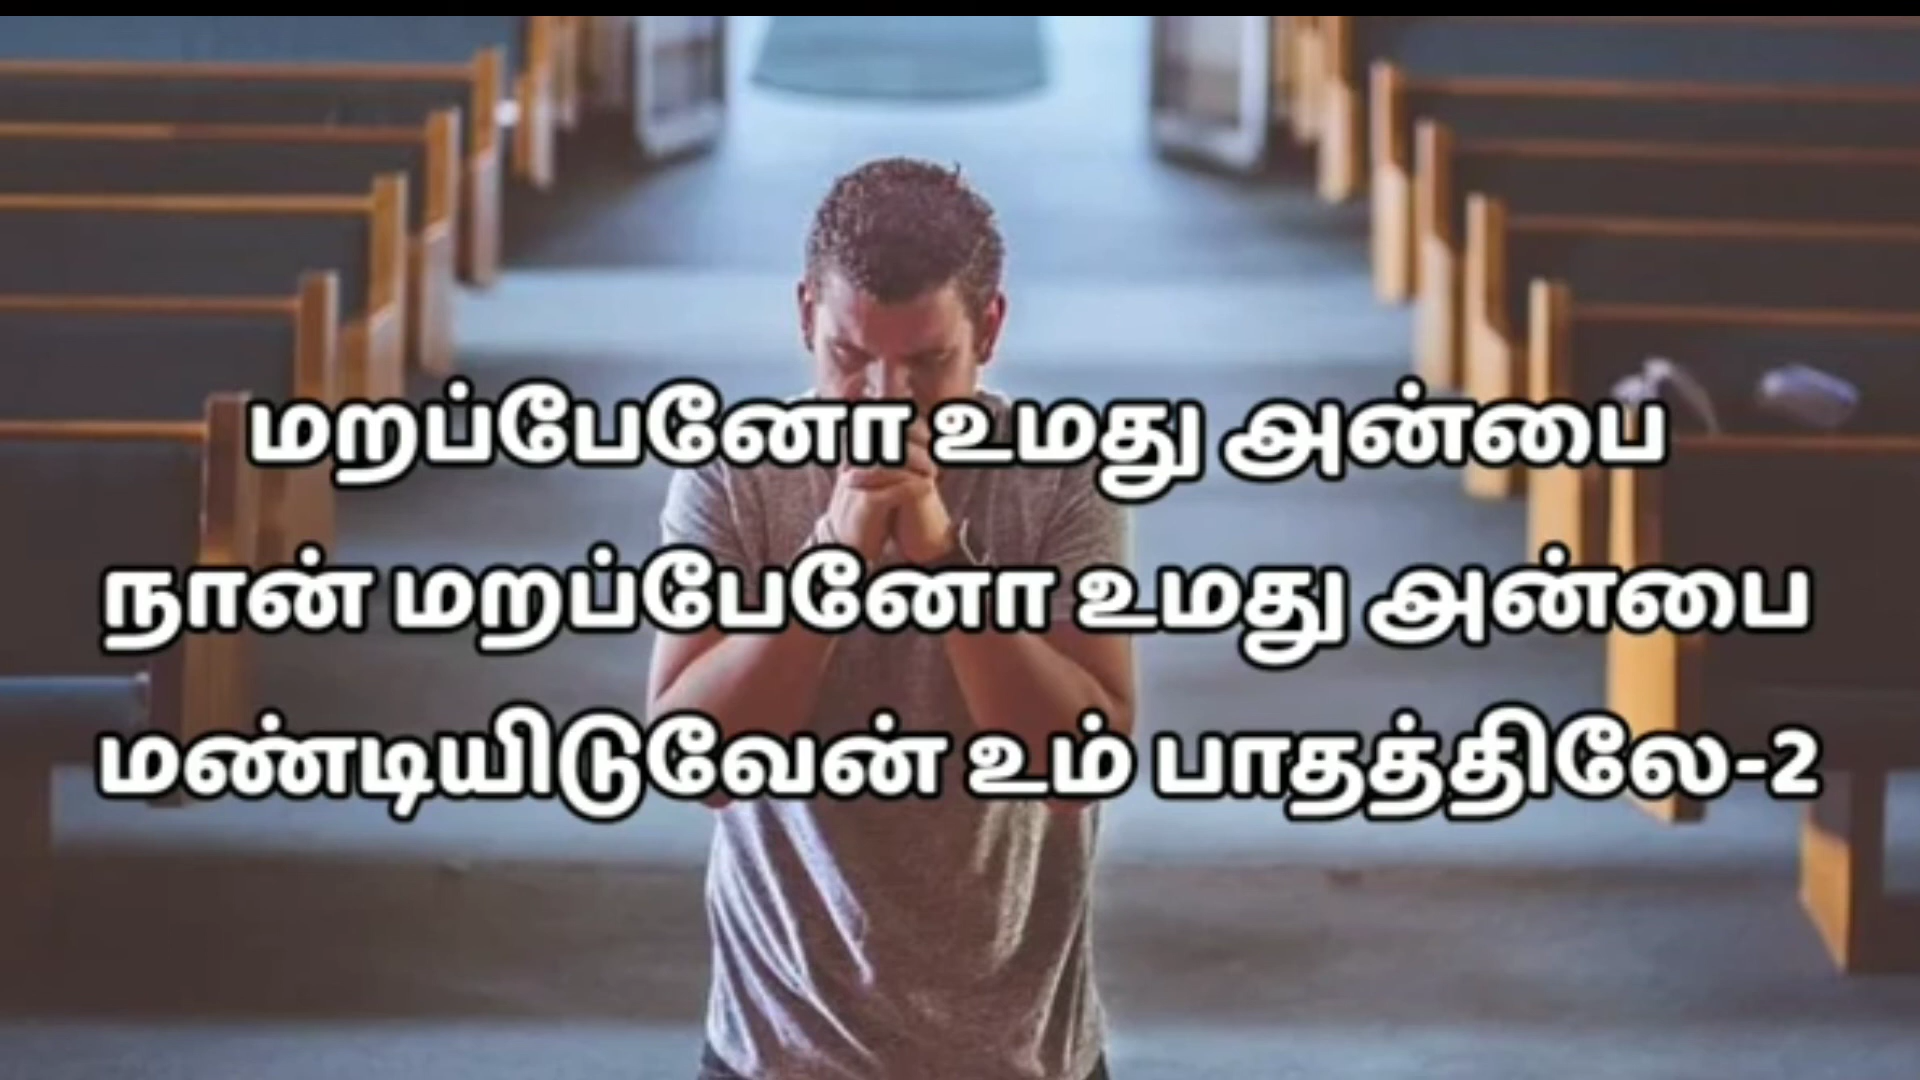 மறப்பேனோ உமது அன்பை
நான் மறப்பேனோ உமது அன்பை
மண்டியிடுவேன் உம் பாதத்திலே-2